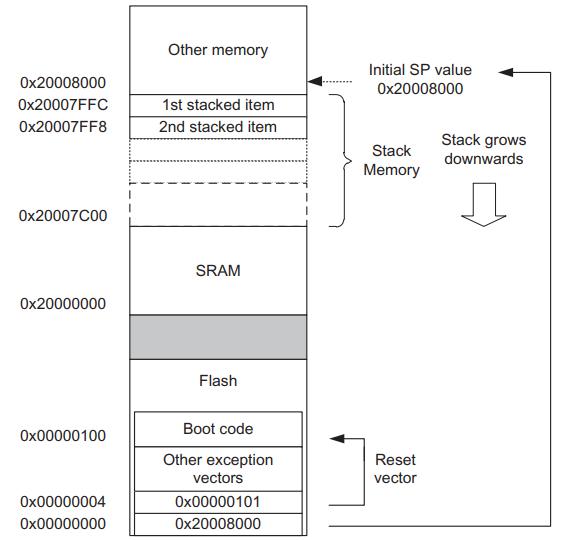 Other memory
Initial SP value
0x20008000
0x20008000
0x20007FFC
1st stacked item
0x20007FF8
2nd stacked item
Stack
Memory
Stack grows
downwards
0x20007C00
SRAM
0x20000000
Flash
0x00000100
Boot code
Other exception
vectors
Reset
vector
0x00000004
0x00000101
0x00000000
0x20008000